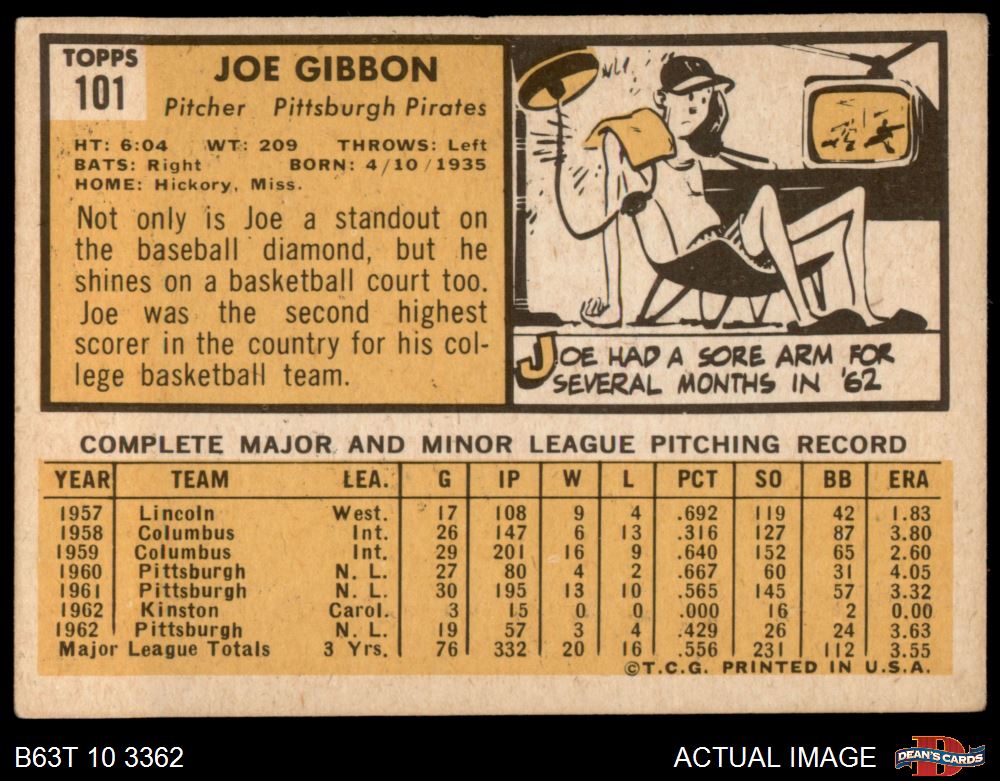 TOPPS
101
JOE GIBBON
Pitcher Pittsburgh Pirates
HT: 6:04 WT: 209 THROWS: Left
BATS: Right BORN: 4/10/1935
HOME: Hickory, Miss.
Not only is Joe a standout on
the baseball diamond, but he
shines on a basketball court too.
Joe was the second highest
scorer in the country for his col-
lege basketball team.
JOE HAD A SORE ARM FOR
SEVERAL MONTHS IN '62
COMPLETE MAJOR AND MINOR LEAGUE PITCHING RECORD
YEAR TEAM LEA. G IP W L PCT SO BB ERA
1957 Lincoln West. 17 108 9 4 .692 119 42 1.83
1958 Columbus Int. 26 147 6 13 .316 127 87 3.80
1959 Columbus Int. 29 201 16 9 .640 152 65 2.60
1960 Pittsburgh N. L. 27 80 4 2 .667 60 31 4.05
1961 Pittsburgh N. L. 30 195 13 10 .565 145 57 3.32
1962 Kinston Carol. 3 15 0 0 .000 16 2 0.00
1962 Pittsburgh N. L. 19 57 3 4 .429 26 24 3.63
Major League Totals 3 Yrs. 76 332 20 16 .556 231 112 3.55
©T.C.G. PRINTED IN U.S.A.
B63T 10 3362
ACTUAL IMAGE
DEAN'S CARDS